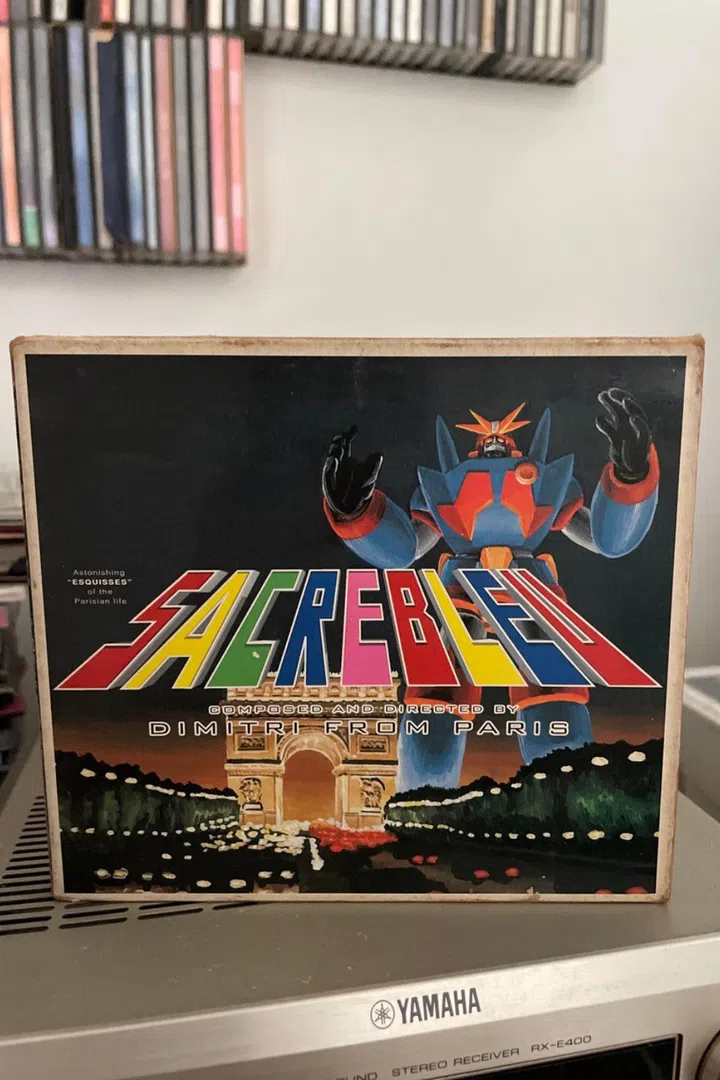 Astonishing
"ESQUISSES"
of the
Parisian life
SACREBLEU
COMPOSED AND DIRECTED BY
DIMITRI FROM PARIS
YAMAHA
STEREO RECEIVER RX-E400